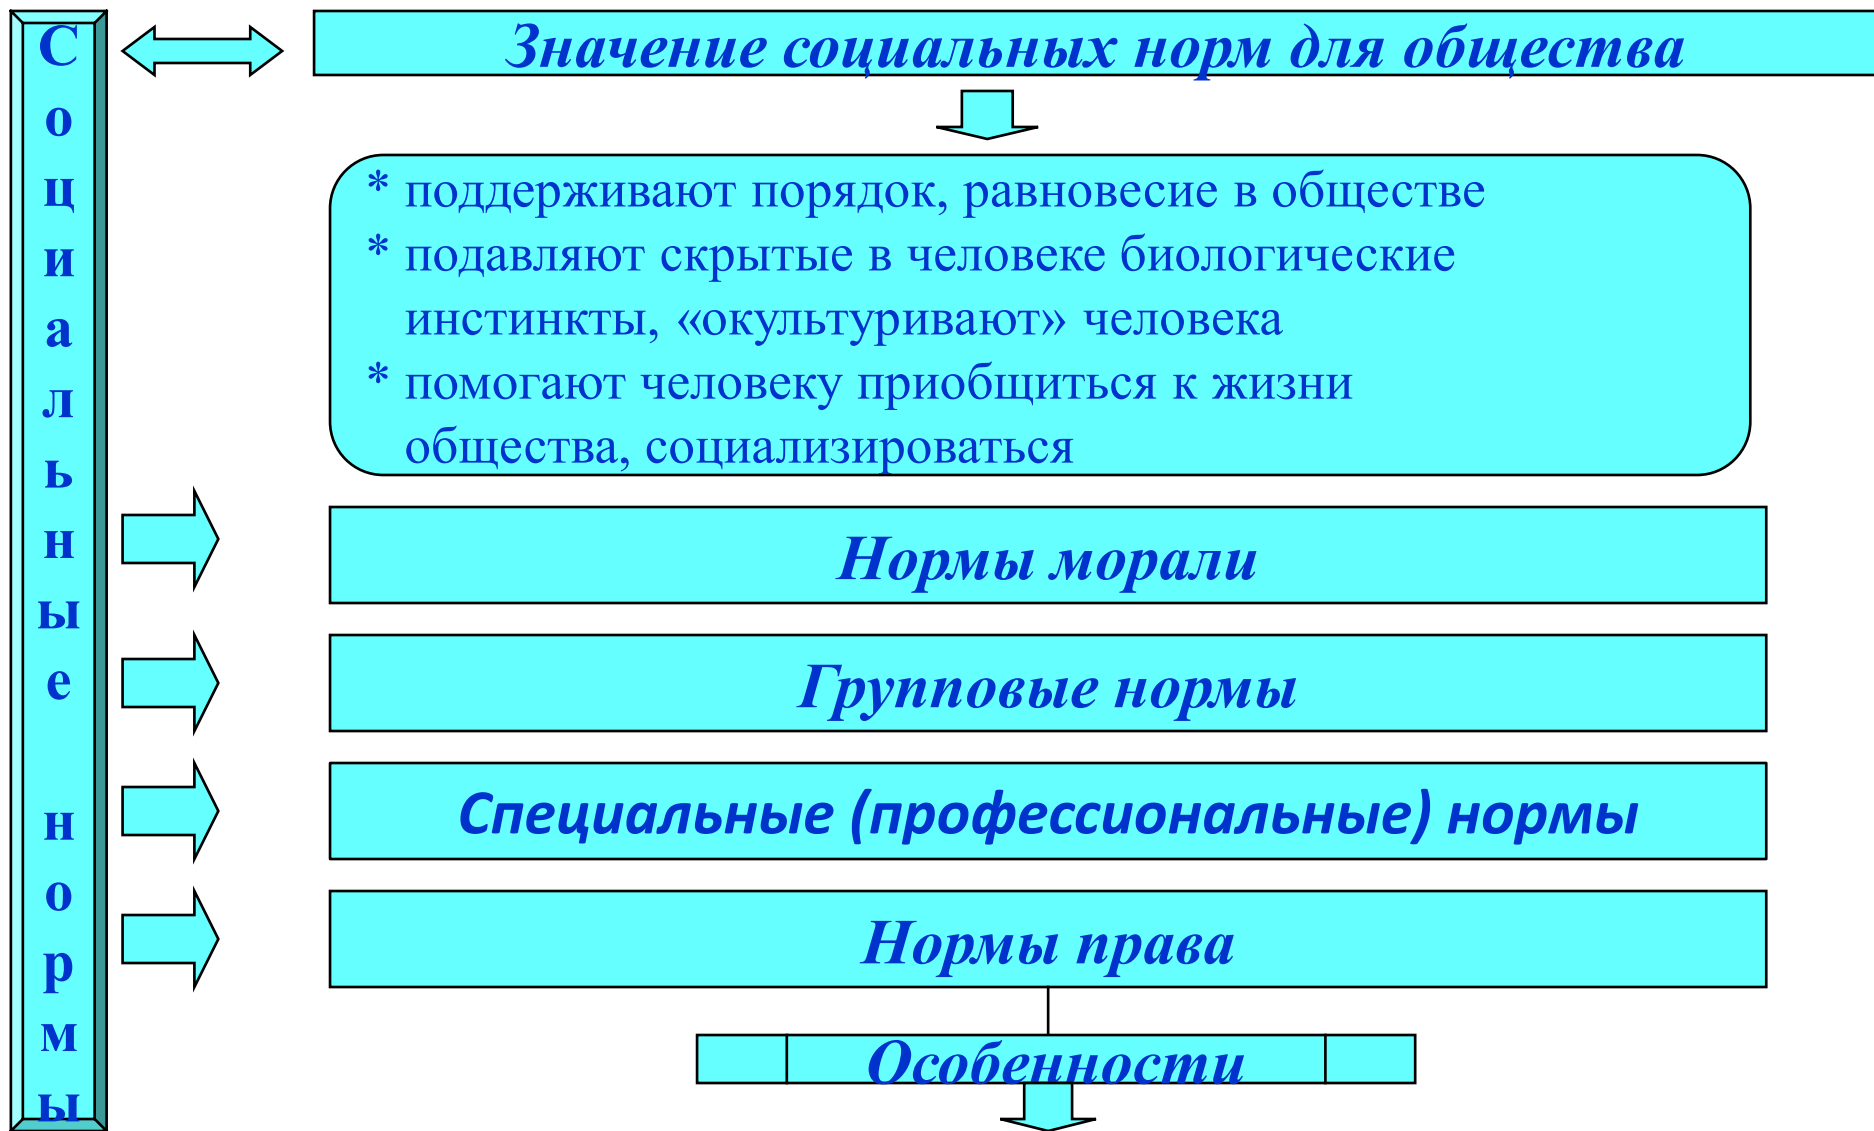 Социальные нормы
Значение социальных норм для общества
* поддерживают порядок, равновесие в обществе
* подавляют скрытые в человеке биологические
инстинкты, «окультуривают» человека
* помогают человеку приобщиться к жизни
общества, социализироваться
Нормы морали
Групповые нормы
Специальные (профессиональные) нормы
Нормы права
Особенности